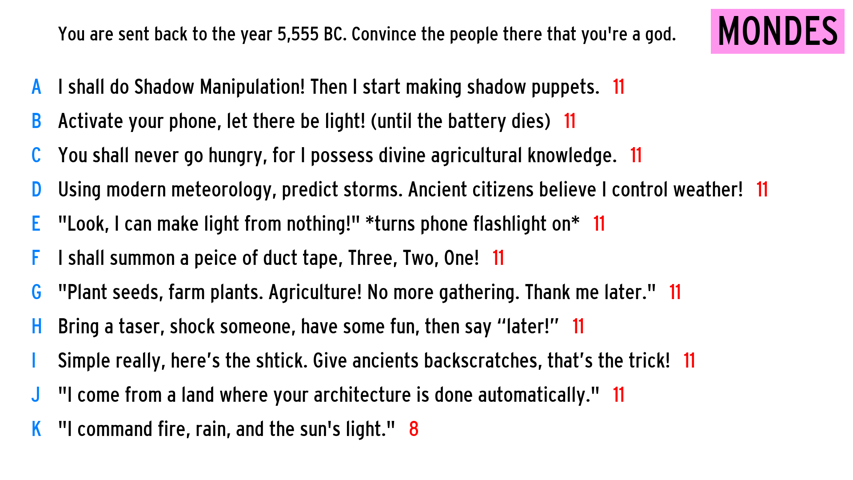 You are sent back to the year 5,555 BC. Convince the people there that you're a god.
MONDES
A I shall do Shadow Manipulation! Then I start making shadow puppets. 11
B Activate your phone, let there be light! (until the battery dies) 11
C You shall never go hungry, for I possess divine agricultural knowledge. 11
D Using modern meteorology, predict storms. Ancient citizens believe I control weather! 11
E "Look, I can make light from nothing!" *turns phone flashlight on* 11
F I shall summon a peice of duct tape, Three, Two, One! 11
G "Plant seeds, farm plants. Agriculture! No more gathering. Thank me later." 11
H Bring a taser, shock someone, have some fun, then say “later!” 11
I Simple really, here’s the shtick. Give ancients backscratches, that’s the trick! 11
J "I come from a land where your architecture is done automatically." 11
K "I command fire, rain, and the sun's light." 8